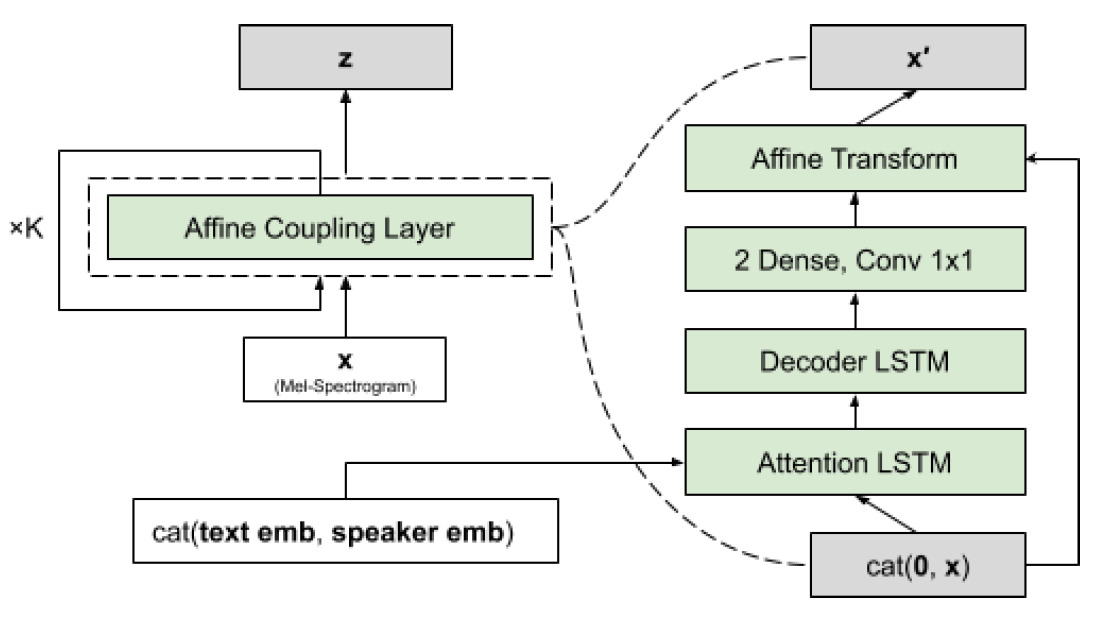 z
×K
Affine Coupling Layer
x
(Mel-Spectrogram)
cat(text emb, speaker emb)
x′
Affine Transform
2 Dense, Conv 1x1
Decoder LSTM
Attention LSTM
cat(0, x)